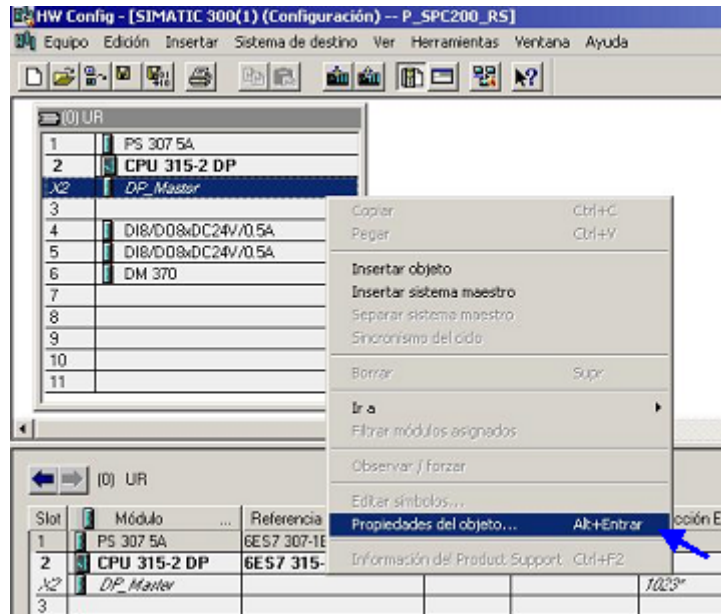 HW Config - [SIMATIC 300(1) (Configuración) -- P_SPC200_RS]
Equipo Edición Insertar Sistema de destino Ver Herramientas Ventana Ayuda
(0) UR
1 PS 307 5A
2 CPU 315-2 DP
X2 DP_Master
3
4 DI8/DO8xDC24V/0.5A
5 DI8/DO8xDC24V/0.5A
6 DM 370
7
8
9
10
11
Copiar Ctrl+C
Pegar Ctrl+V
Insertar objeto
Insertar sistema maestro
Separar sistema maestro
Sincronismo del ciclo
Borrar Supr
Ir a
Filtrar módulos asignados
Observar / forzar
Editar símbolos...
Propiedades del objeto... Alt+Entrar
Información del Product Support Ctrl+F2
(0) UR
Slot Módulo ... Referencia cción E
1 PS 307 5A 6ES7 307-1E
2 CPU 315-2 DP 6ES7 315-
X2 DP_Master 1023*
3